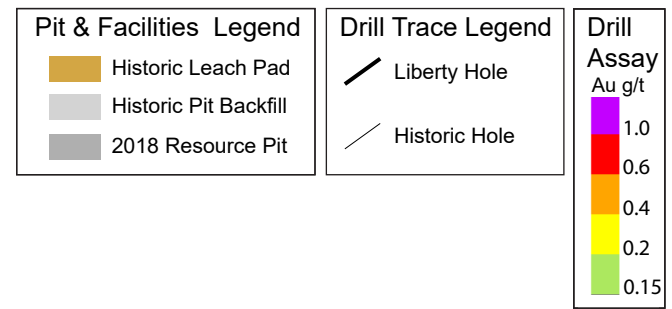 Pit & Facilities Legend
Historic Leach Pad
Historic Pit Backfill
2018 Resource Pit
Drill Trace Legend
Liberty Hole
Historic Hole
Drill
Assay
Au g/t
1.0
0.6
0.4
0.2
0.15